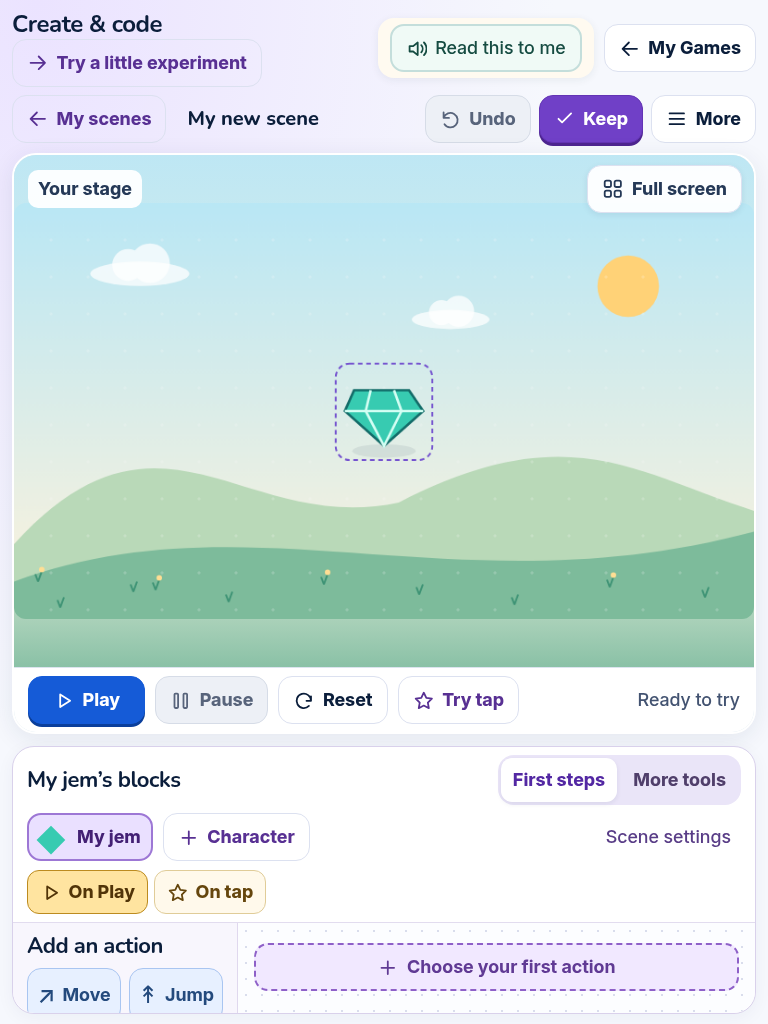 Create & code
Read this to me
My Games
Try a little experiment
My scenes
My new scene
Undo
Keep
More
Your stage
Full screen
Play
Pause
Reset
Try tap
Ready to try
My jem’s blocks
First steps
More tools
My jem
Character
Scene settings
On Play
On tap
Add an action
Choose your first action
Move
Jump